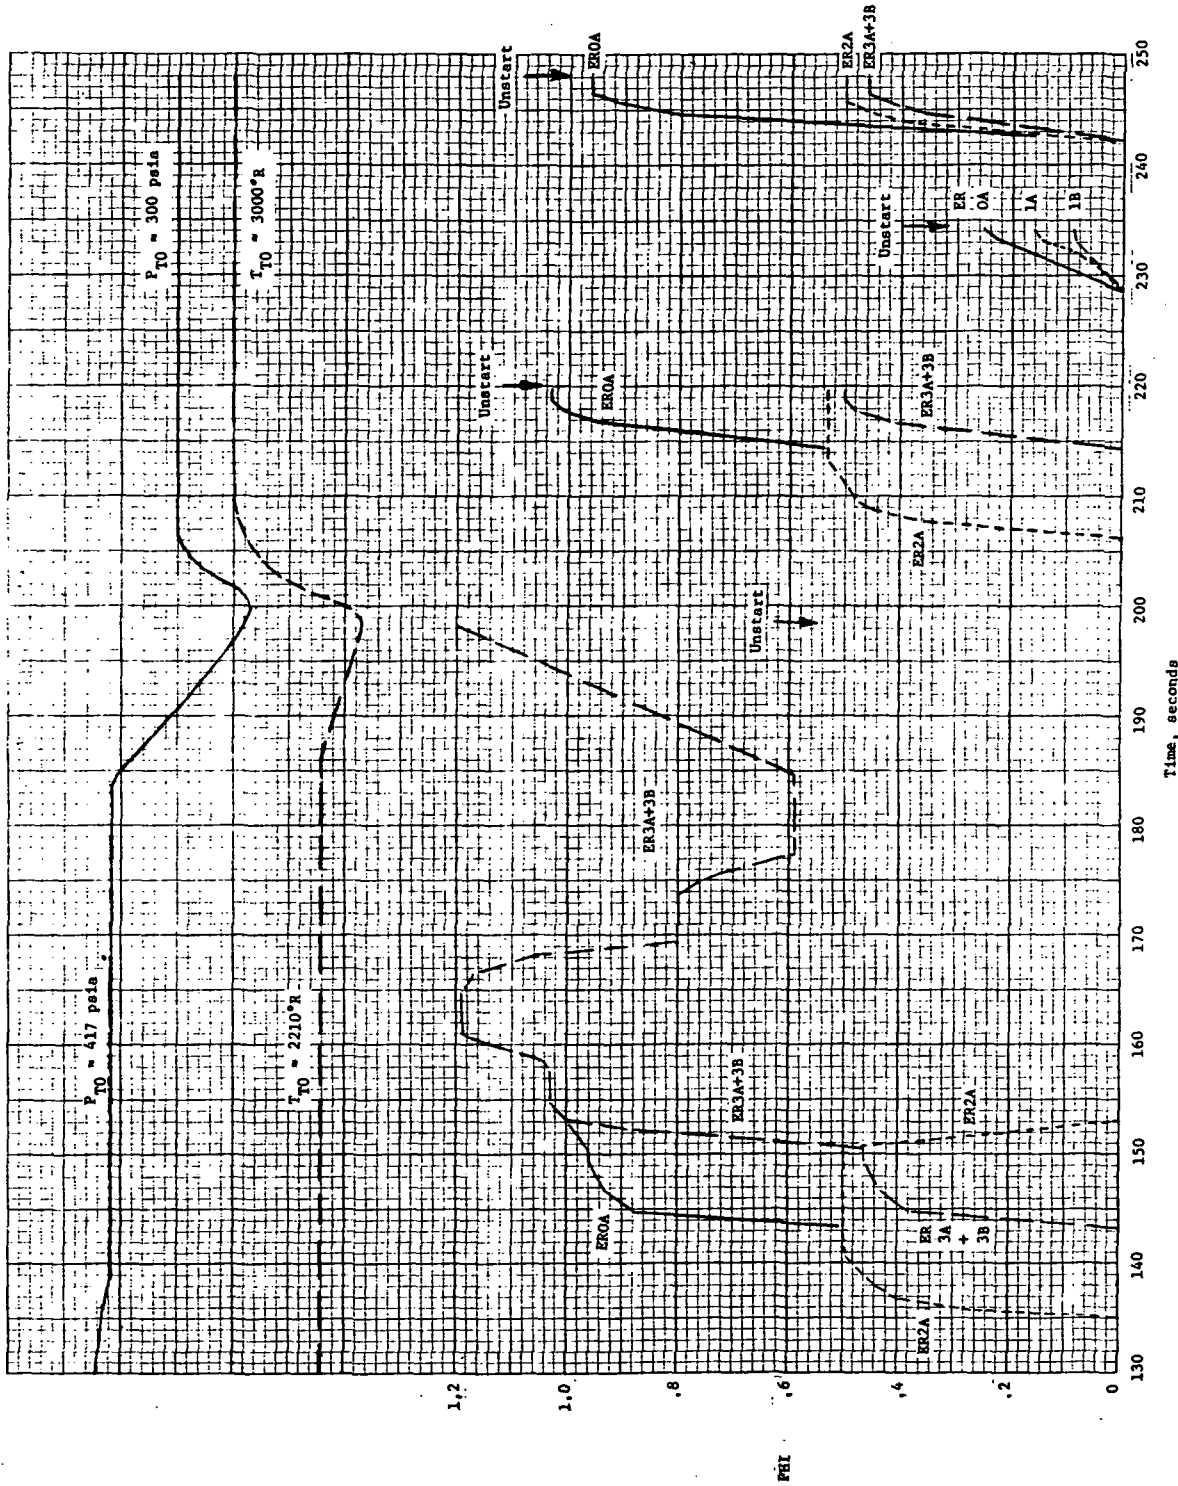 P_TO ≈ 417 psia
P_TO ≈ 300 psia
T_TO ≈ 2210°R
T_TO ≈ 3000°R
Unstart
ER0A
ER2A
ER3A+3B
Unstart
ER
0A
1A
1B
Unstart
ER0A
ER3A+3B
ER2A
Unstart
ER3A+3B
ER3A+3B
ER2A
ER0A
ER
3A
+
3B
ER2A
PHI
1.2
1.0
.8
.6
.4
.2
0
130
140
150
160
170
180
190
200
210
220
230
240
250
Time, seconds